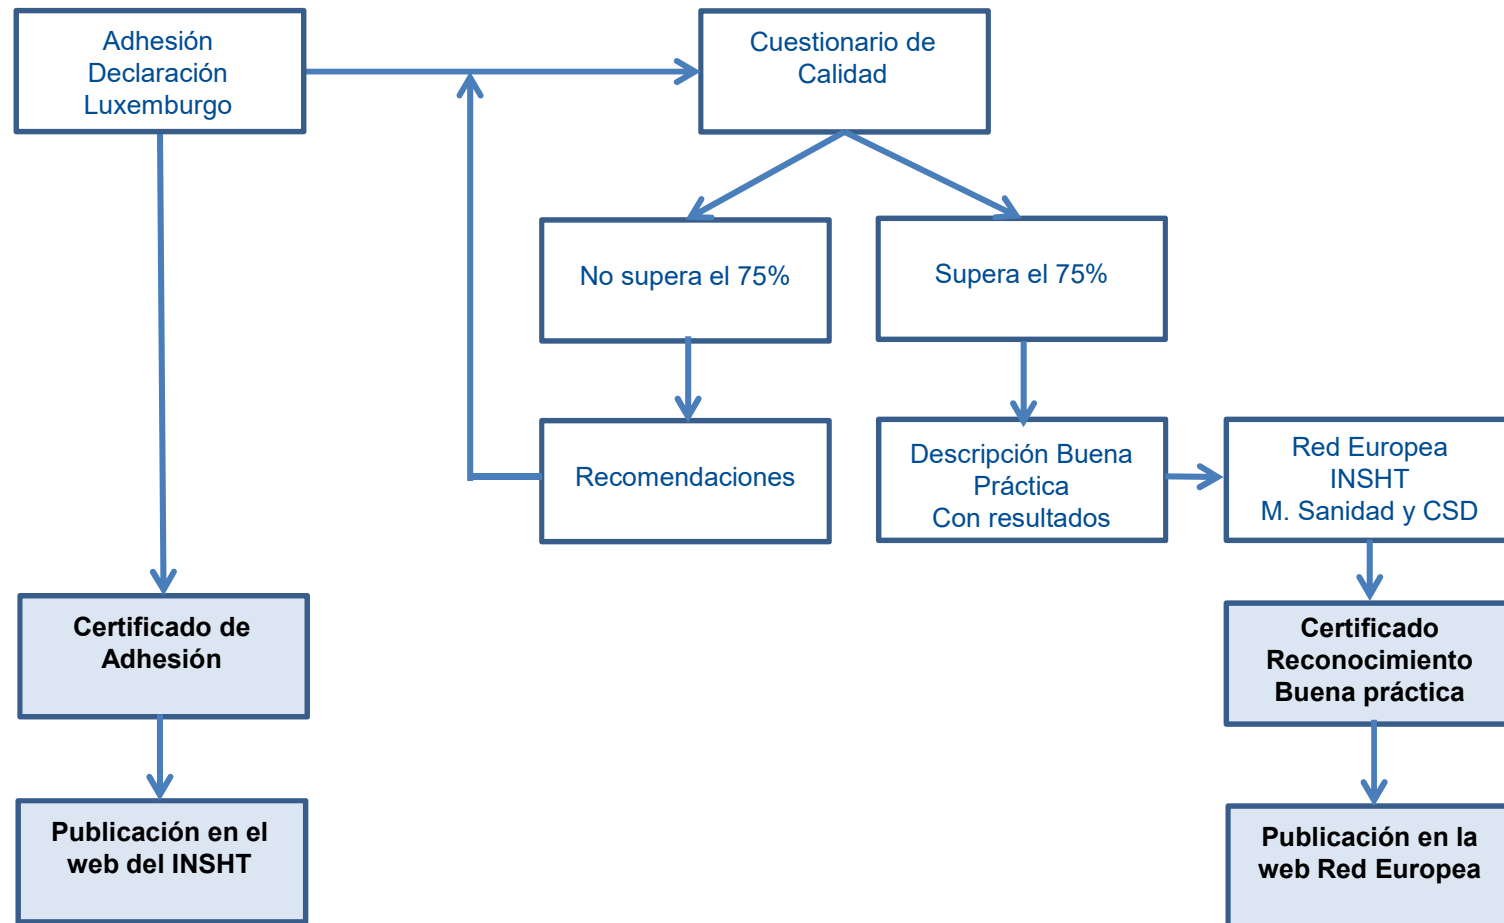 Adhesión
Declaración
Luxemburgo
Cuestionario de
Calidad
No supera el 75%
Supera el 75%
Recomendaciones
Descripción Buena
Práctica
Con resultados
Red Europea
INSHT
M. Sanidad y CSD
Certificado de
Adhesión
Certificado
Reconocimiento
Buena práctica
Publicación en el
web del INSHT
Publicación en la
web Red Europea